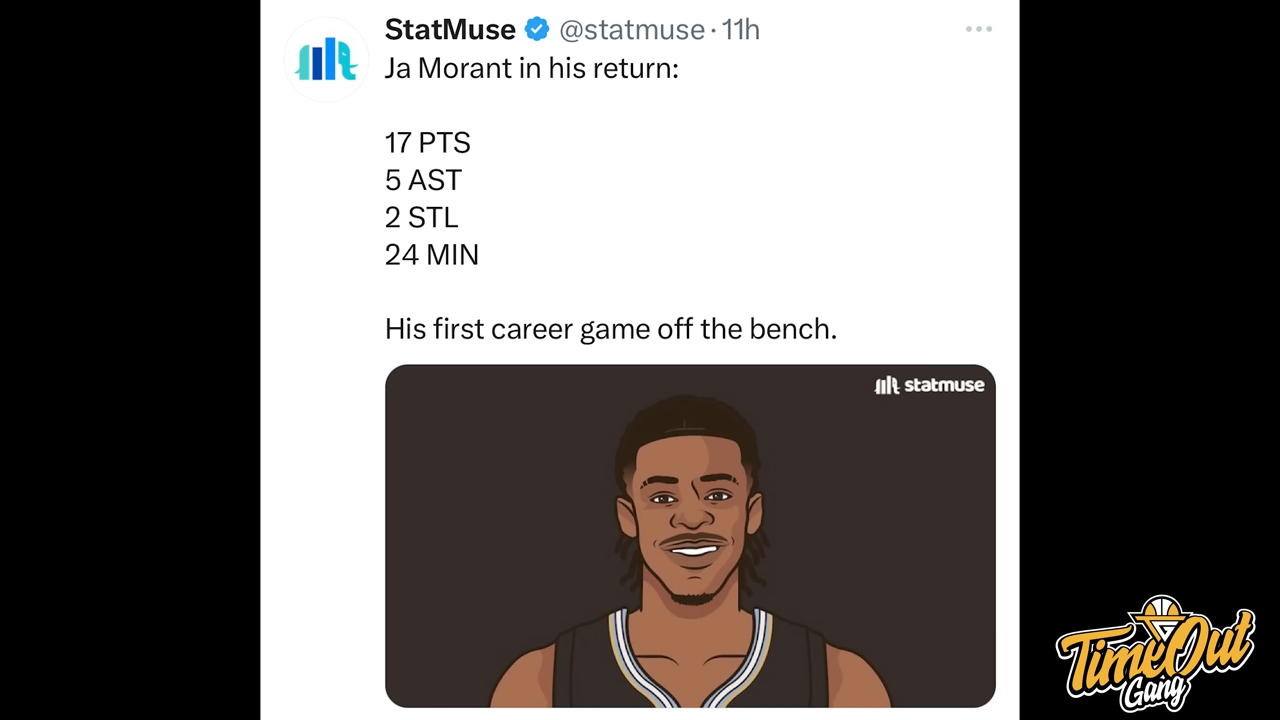 StatMuse @statmuse · 11h
Ja Morant in his return:
17 PTS
5 AST
2 STL
24 MIN
His first career game off the bench.
statmuse
TimeOut
Gang